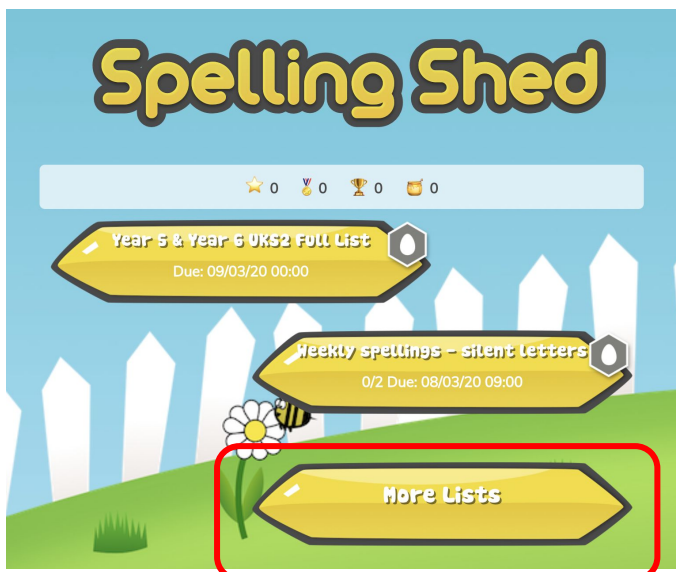 Spelling Shed
0 0 0 0
Year 5 & Year 6 UKS2 Full List
Due: 09/03/20 00:00
Weekly spellings - silent letters
0/2 Due: 08/03/20 09:00
More Lists